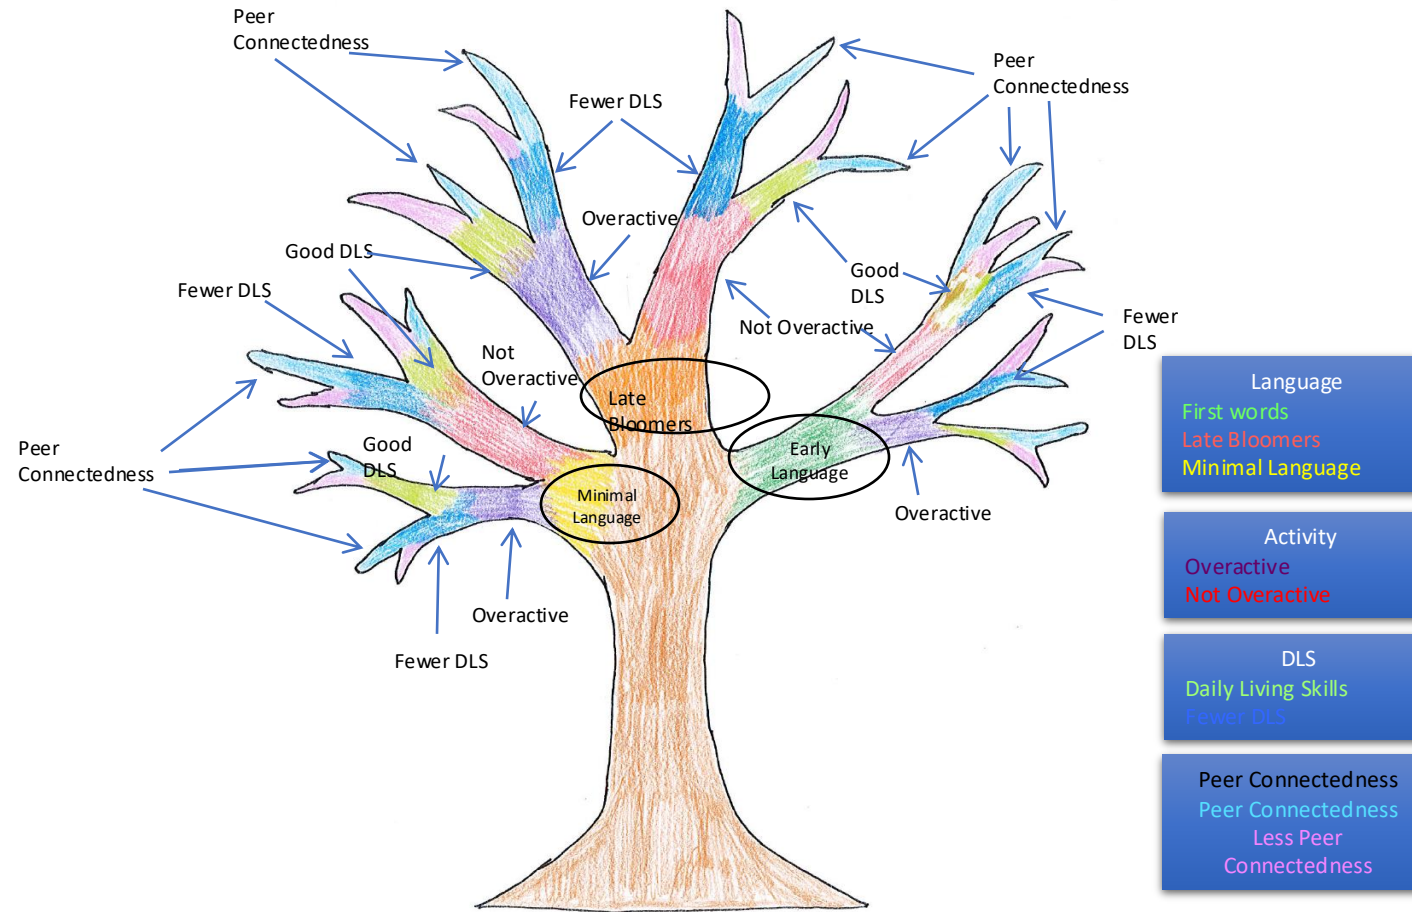 Peer
Connectedness
Fewer DLS
Peer
Connectedness
Overactive
Good DLS
Fewer DLS
Good
DLS
Not Overactive
Fewer
DLS
Not
Overactive
Late
Bloomers
Good
DLS
Peer
Connectedness
Early
Language
Minimal
Language
Overactive
Overactive
Fewer DLS
Language
First words
Late Bloomers
Minimal Language
Activity
Overactive
Not Overactive
DLS
Daily Living Skills
Fewer DLS
Peer Connectedness
Peer Connectedness
Less Peer
Connectedness